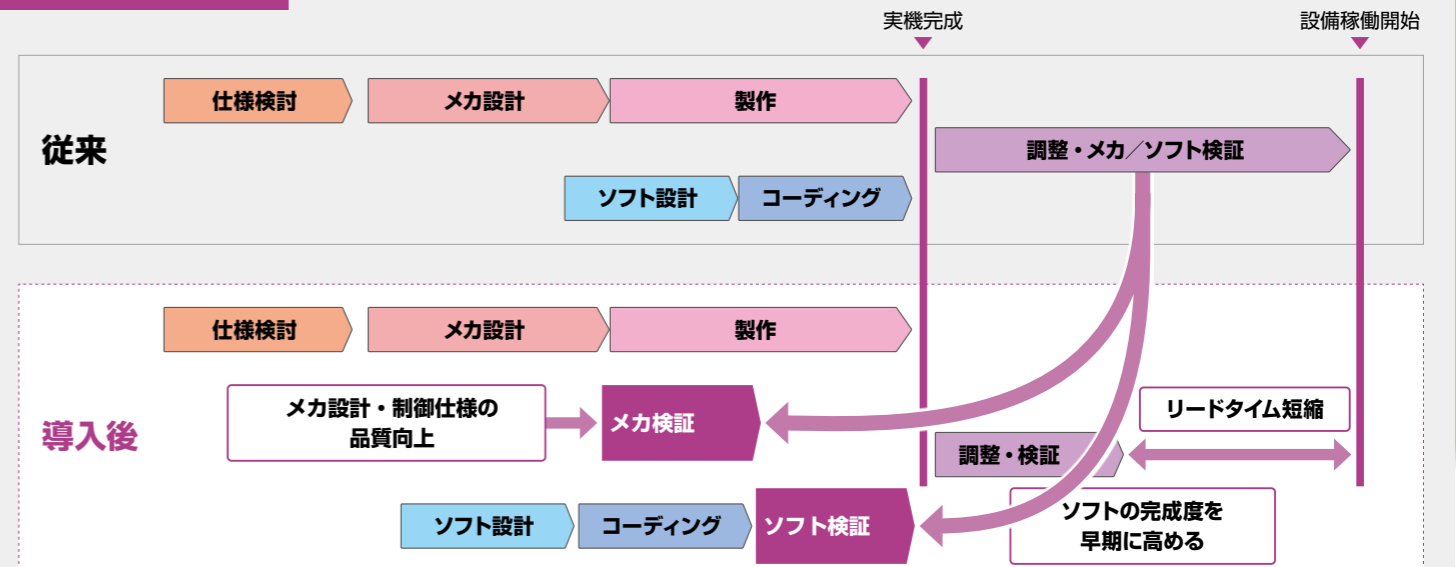 実機完成
設備稼働開始
従来
仕様検討
メカ設計
製作
調整・メカ／ソフト検証
ソフト設計
コーディング
導入後
仕様検討
メカ設計
製作
メカ設計・制御仕様の
品質向上
メカ検証
リードタイム短縮
調整・検証
ソフト設計
コーディング
ソフト検証
ソフトの完成度を
早期に高める